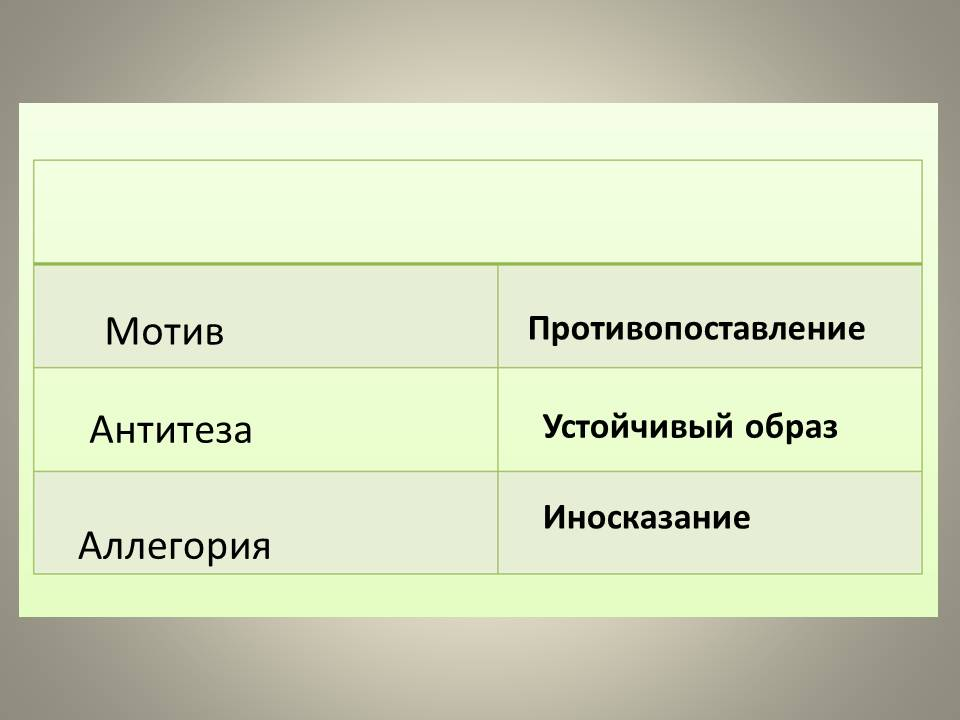 Мотив
Противопоставление
Антитеза
Устойчивый образ
Аллегория
Иносказание